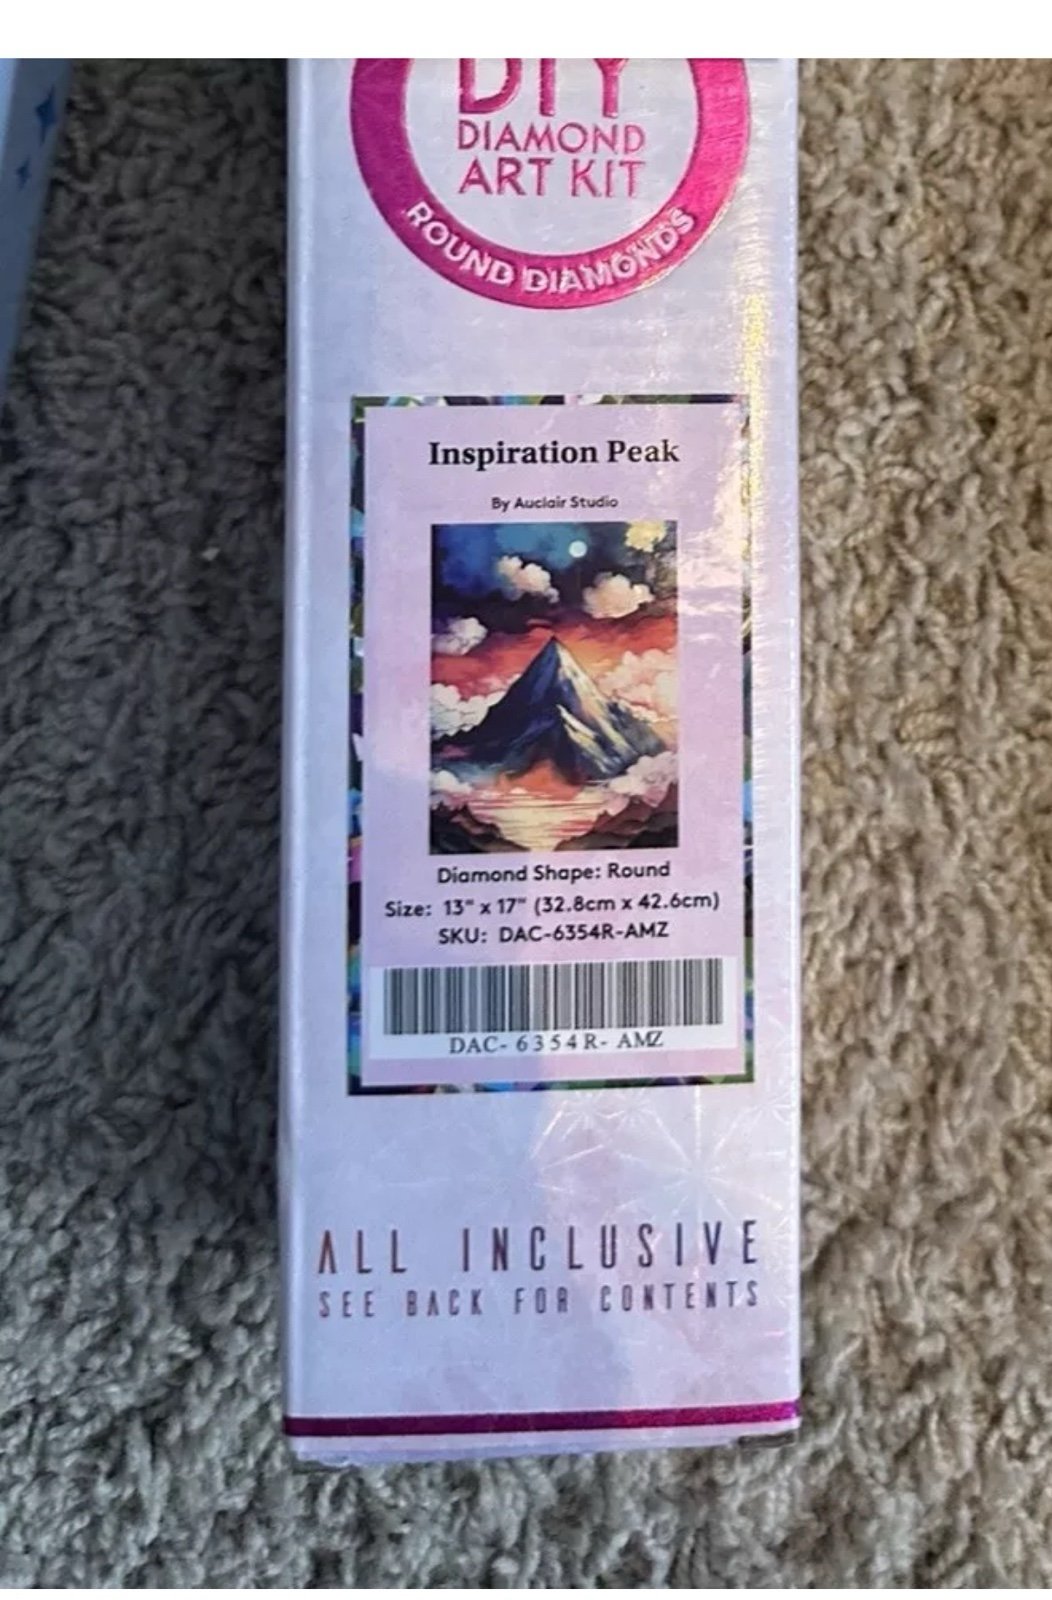 DIY
DIAMOND
ART KIT
ROUND DIAMONDS
Inspiration Peak
By Auclair Studio
Diamond Shape: Round
Size: 13" x 17" (32.8cm x 42.6cm)
SKU: DAC-6354R-AMZ
DAC- 6354R- AMZ
ALL INCLUSIVE
SEE BACK FOR CONTENTS